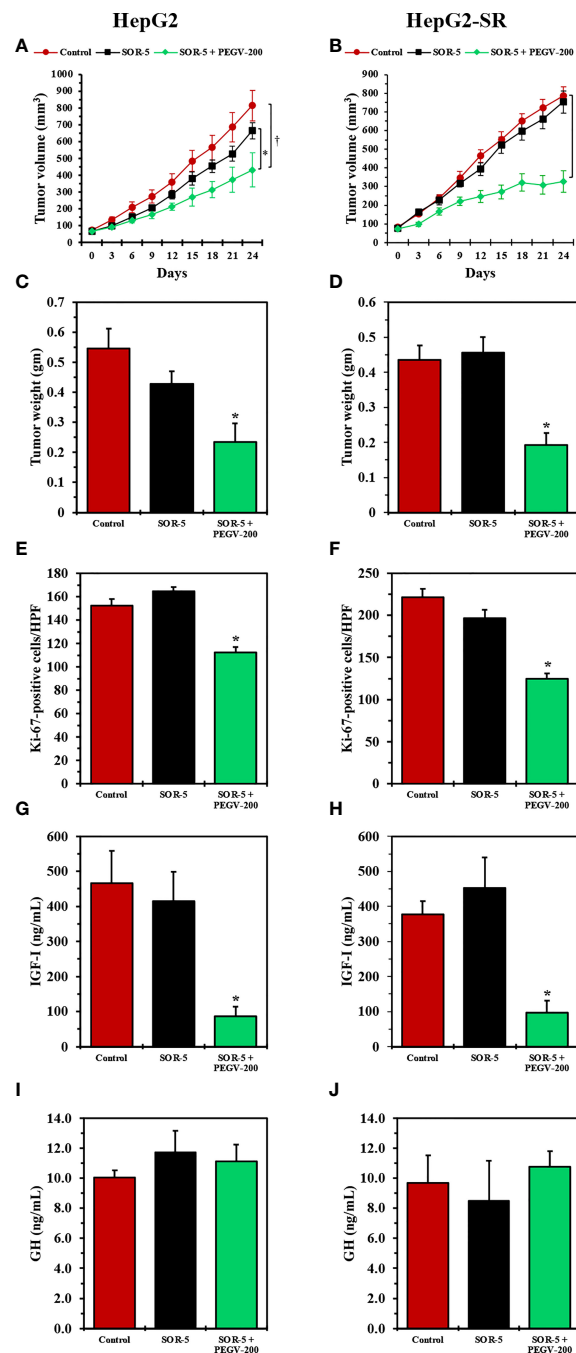 HepG2
HepG2-SR
A
Control
SOR-5
SOR-5 + PEGV-200
Tumor volume (mm³)
1000
900
800
700
600
500
400
300
200
100
0
0 3 6 9 12 15 18 21 24
Days
*
†
B
Control
SOR-5
SOR-5 + PEGV-200
Tumor volume (mm³)
900
800
700
600
500
400
300
200
100
0
0 3 6 9 12 15 18 21 24
Days
C
Tumor weight (gm)
0.7
0.6
0.5
0.4
0.3
0.2
0.1
0
*
Control
SOR-5
SOR-5 +
PEGV-200
D
Tumor weight (gm)
0.6
0.5
0.4
0.3
0.2
0.1
0
*
Control
SOR-5
SOR-5 +
PEGV-200
E
Ki-67-positive cells/HPF
180
160
140
120
100
80
60
40
20
0
*
Control
SOR-5
SOR-5 +
PEGV-200
F
Ki-67-positive cells/HPF
250
200
150
100
50
0
*
Control
SOR-5
SOR-5 +
PEGV-200
G
IGF-I (ng/mL)
600
500
400
300
200
100
0
*
Control
SOR-5
SOR-5 +
PEGV-200
H
IGF-I (ng/mL)
600
500
400
300
200
100
0
*
Control
SOR-5
SOR-5 +
PEGV-200
I
GH (ng/mL)
14.0
12.0
10.0
8.0
6.0
4.0
2.0
0.0
Control
SOR-5
SOR-5 +
PEGV-200
J
GH (ng/mL)
14.0
12.0
10.0
8.0
6.0
4.0
2.0
0.0
Control
SOR-5
SOR-5 +
PEGV-200